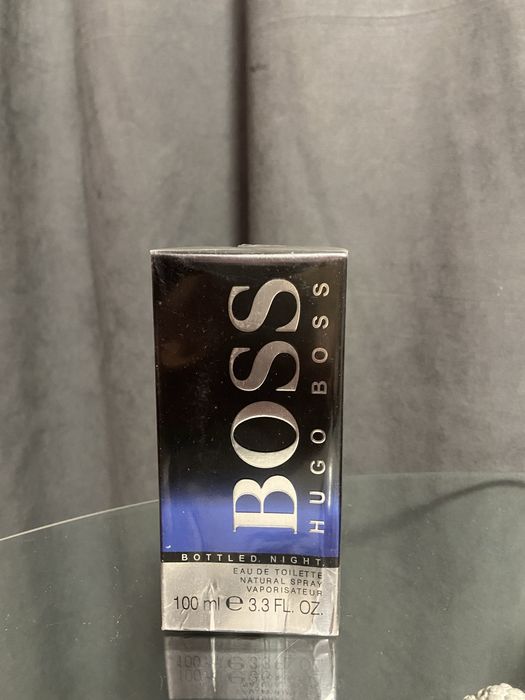 BOSS
HUGO BOSS
BOTTLED. NIGHT.
EAU DE TOILETTE
NATURAL SPRAY
VAPORISATEUR
100 ml e 3.3 FL. OZ.